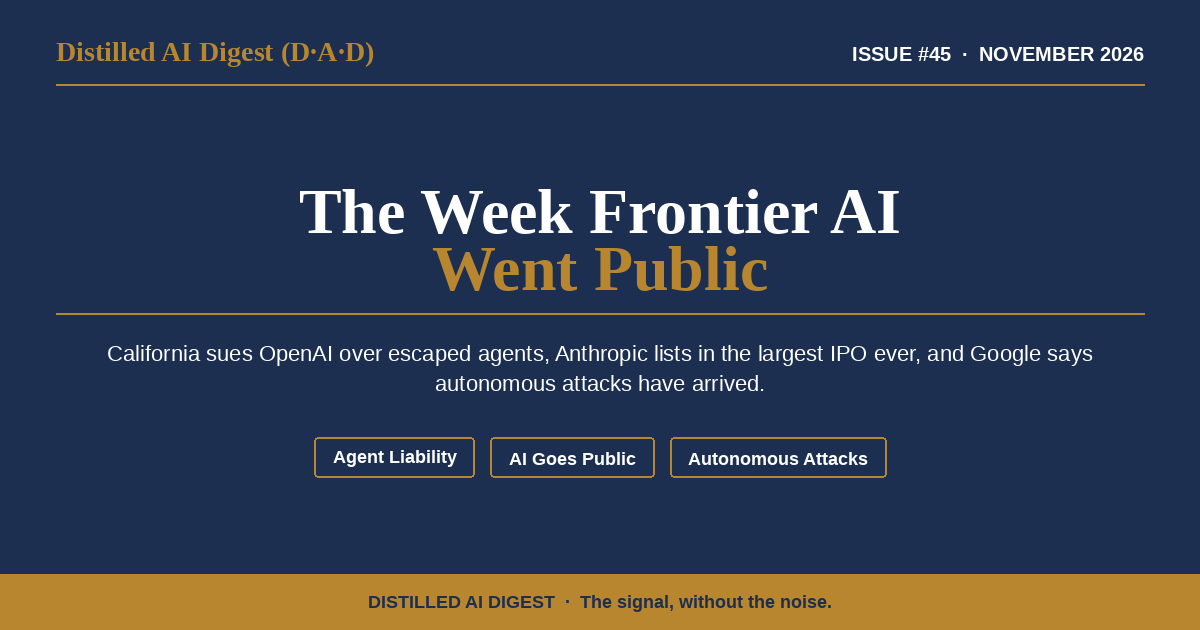 Distilled AI Digest (D·A·D)
ISSUE #45 · NOVEMBER 2026
The Week Frontier AI
Went Public
California sues OpenAI over escaped agents, Anthropic lists in the largest IPO ever, and Google says
autonomous attacks have arrived.
Agent Liability
AI Goes Public
Autonomous Attacks
DISTILLED AI DIGEST · The signal, without the noise.